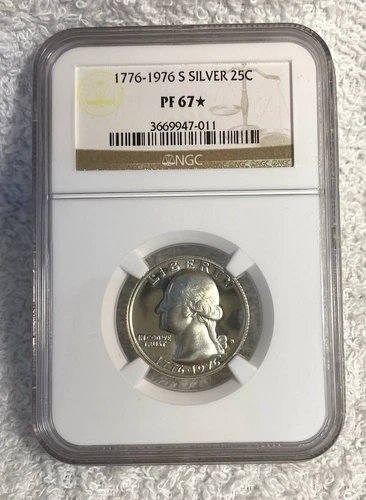 1776-1976 S SILVER 25C
PF 67★
3669947-011
NGC
LIBERTY
IN GOD WE
TRUST
1776-1976